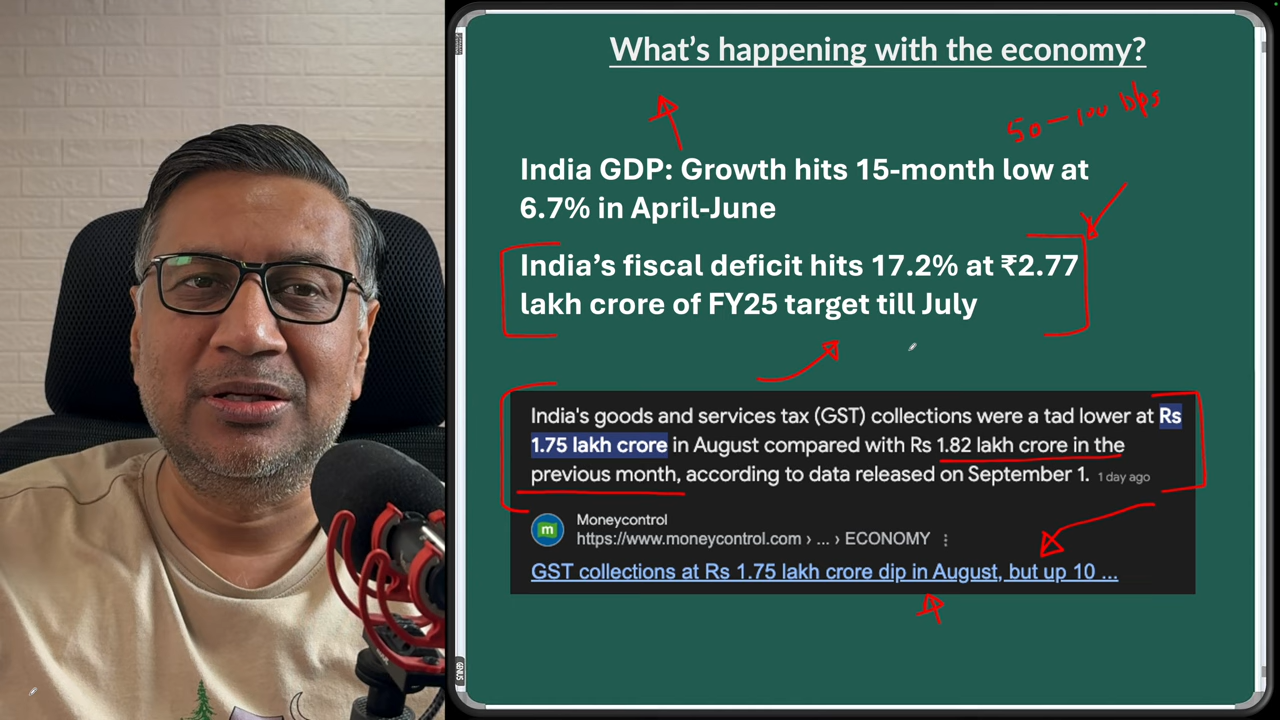 What's happening with the economy?
50 - 100 bps
India GDP: Growth hits 15-month low at
6.7% in April-June
India's fiscal deficit hits 17.2% at ₹2.77
lakh crore of FY25 target till July
India's goods and services tax (GST) collections were a tad lower at Rs
1.75 lakh crore in August compared with Rs 1.82 lakh crore in the
previous month, according to data released on September 1. 1 day ago
m
Moneycontrol
https://www.moneycontrol.com › ... › ECONOMY
GST collections at Rs 1.75 lakh crore dip in August, but up 10 ...
GENIUS